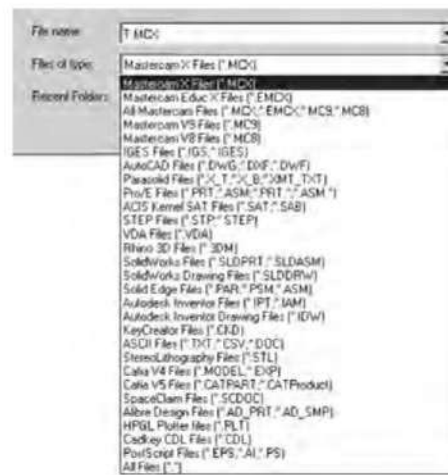 File name: T.MCX
Files of type: Mastercam X Files (*.MCX)
Recent Folders:
Mastercam X Files (*.MCX)
Mastercam Educ X Files (*.EMCX)
All Mastercam Files (*.MCX;*.EMCX;*.MC9;*.MC8)
Mastercam V9 Files (*.MC9)
Mastercam V8 Files (*.MC8)
IGES Files (*.IGS;*.IGES)
AutoCAD Files (*.DWG;*.DXF;*.DWF)
Parasolid Files (*.X_T;*.X_B;*.XMT_TXT)
Pro/E Files (*.PRT;*.ASM;*.PRT.*;*.ASM.*)
ACIS Kernel SAT Files (*.SAT;*.SAB)
STEP Files (*.STP;*.STEP)
VDA Files (*.VDA)
Rhino 3D Files (*.3DM)
SolidWorks Files (*.SLDPRT;*.SLDASM)
SolidWorks Drawing Files (*.SLDDRW)
Solid Edge Files (*.PAR;*.PSM;*.ASM)
Autodesk Inventor Files (*.IPT;*.IAM)
Autodesk Inventor Drawing Files (*.IDW)
KeyCreator Files (*.CKD)
ASCII Files (*.TXT;*.CSV;*.DOC)
StereoLithography Files (*.STL)
Catia V4 Files (*.MODEL;*.EXP)
Catia V5 Files (*.CATPART;*.CATProduct)
SpaceClaim Files (*.SCDOC)
Alibre Design Files (*.AD_PRT;*.AD_SMP)
HPGL Plotter files (*.PLT)
Cadkey CDL Files (*.CDL)
PostScript Files (*.EPS;*.AI;*.PS)
All Files (*.*)